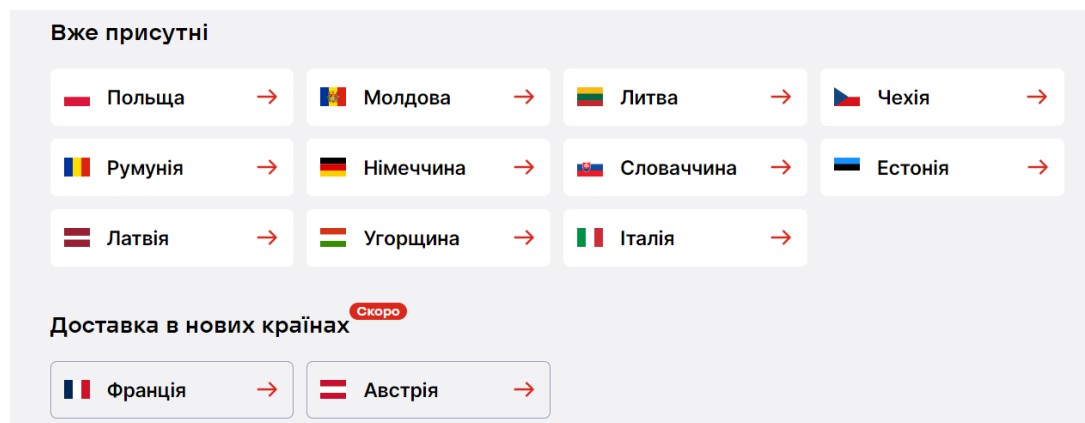 Вже присутні
Польща
Молдова
Литва
Чехія
Румунія
Німеччина
Словаччина
Естонія
Латвія
Угорщина
Італія
Доставка в нових країнах Скоро
Франція
Австрія